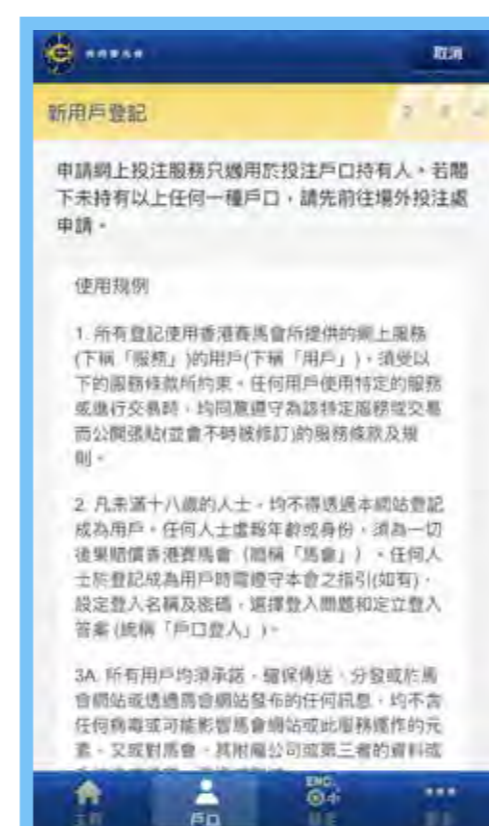 取消
新用戶登記
申請網上投注服務只適用於投注戶口持有人。若閣
下未持有以上任何一種戶口，請先前往場外投注處
申請。
使用規例
1. 所有登記使用香港賽馬會所提供的網上服務
(下稱「服務」)的用戶(下稱「用戶」)，須受以
下的服務條款所約束。任何用戶使用特定的服務
或進行交易時，均同意遵守為該特定服務或交易
而公開張貼(並會不時被修訂)的服務條款及規
則。
2. 凡未滿十八歲的人士，均不得透過本網站登記
成為用戶。任何人士虛報年齡或身份，須為一切
後果賠償香港賽馬會（簡稱「馬會」）。任何人
士於登記成為用戶時需遵守本會之指引(如有)，
設定登入名稱及密碼，選擇登入問題和定立登入
答案 (統稱「戶口登入」)。
3A. 所有用戶均須承諾，確保傳送、分發或於馬
會網站或透過馬會網站發布的任何訊息，均不含
任何病毒或可能影響馬會網站或此服務運作的元
素，又或對馬會、其附屬公司或第三者的資料或
ENG
主頁
戶口